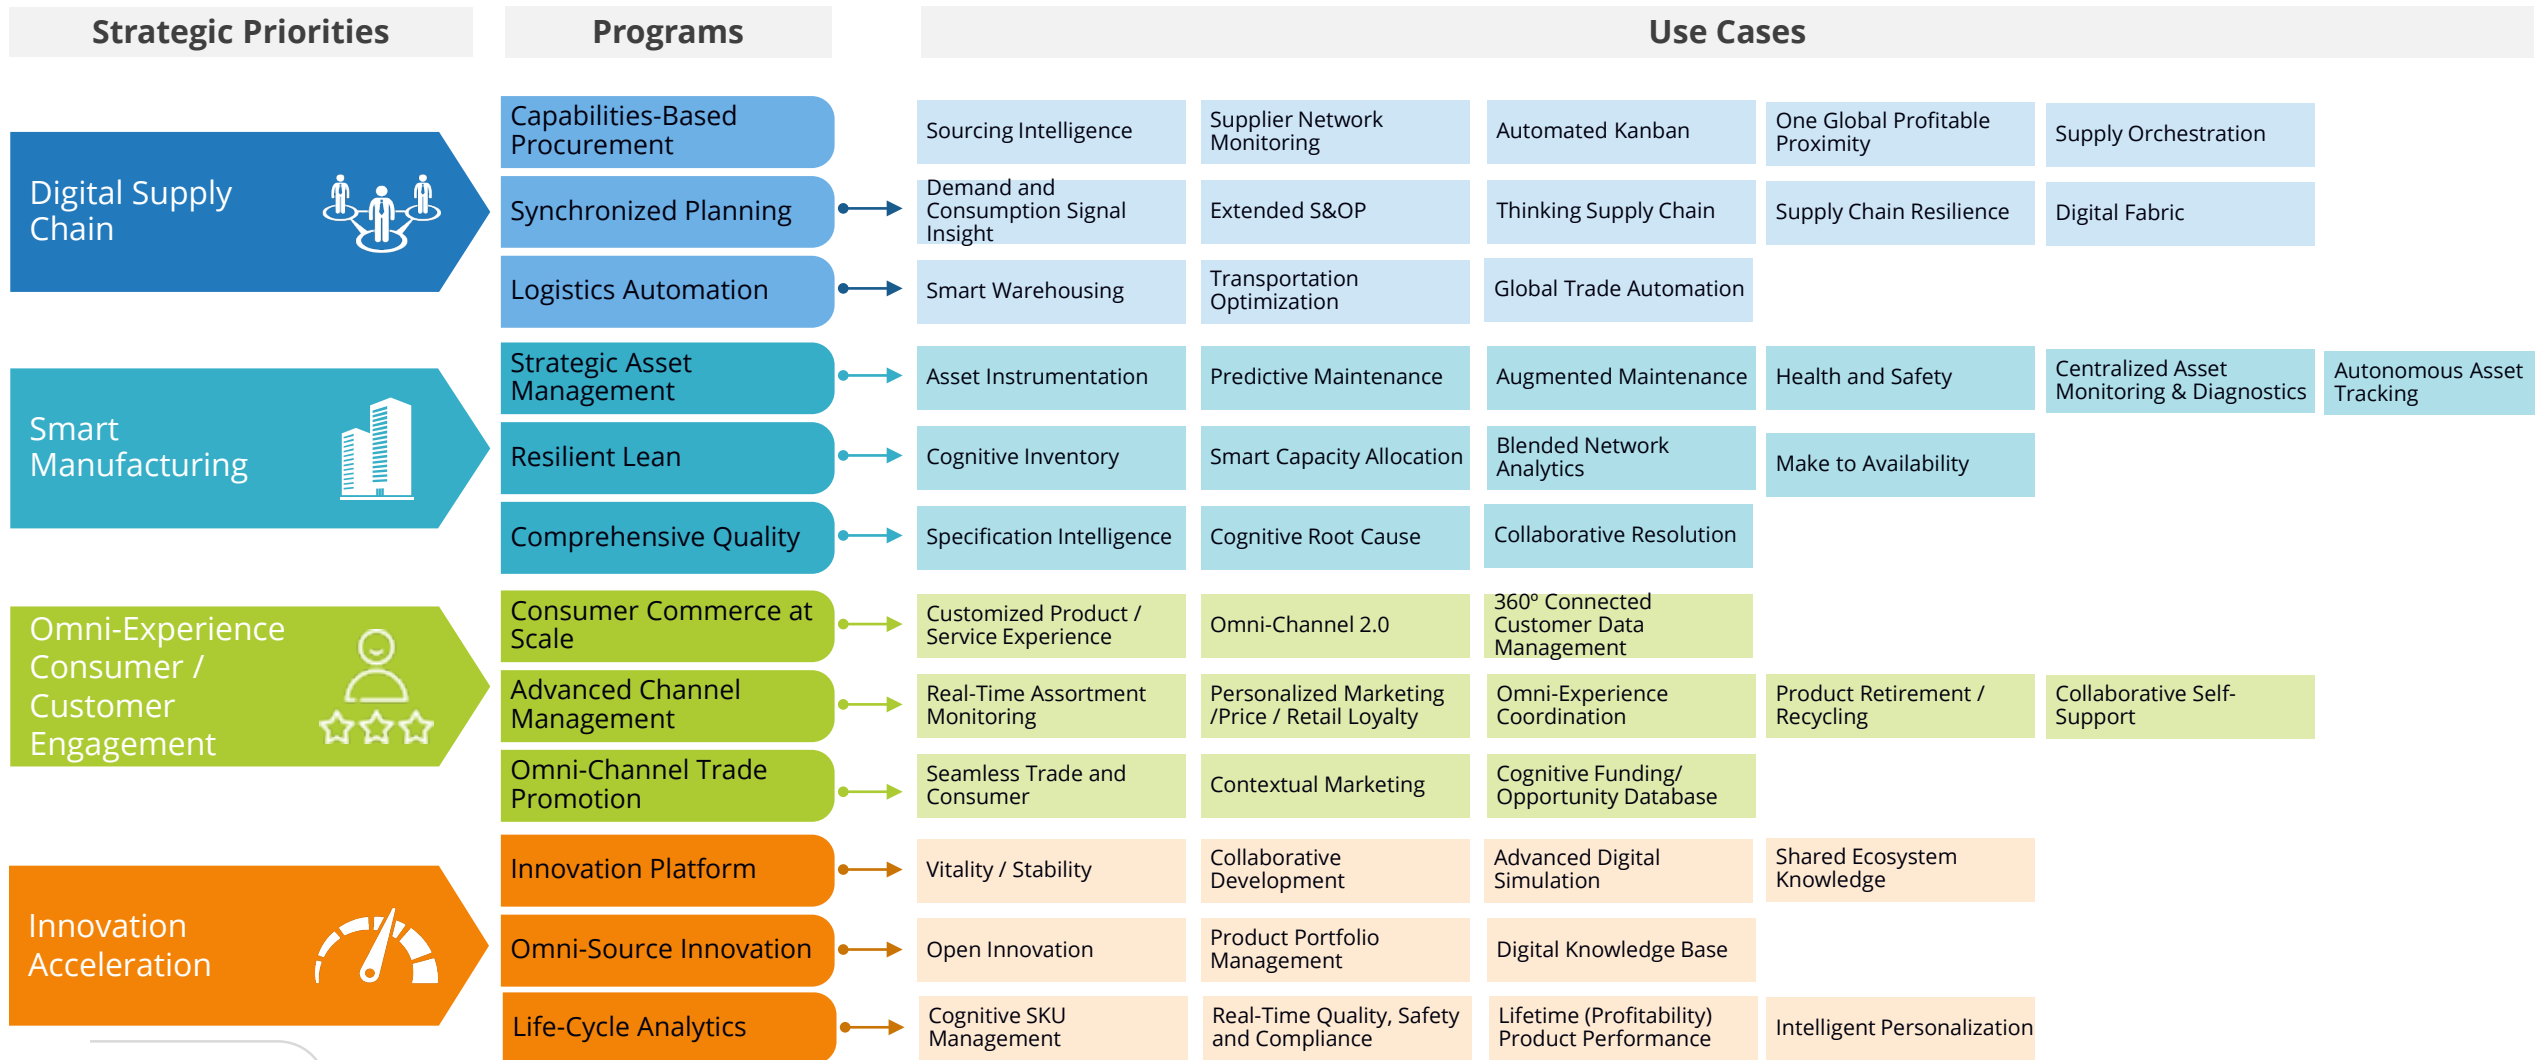 Strategic Priorities
Programs
Use Cases
Digital Supply
Chain
Capabilities-Based
Procurement
Sourcing Intelligence
Supplier Network
Monitoring
Automated Kanban
One Global Profitable
Proximity
Supply Orchestration
Synchronized Planning
Demand and
Consumption Signal
Insight
Extended S&OP
Thinking Supply Chain
Supply Chain Resilience
Digital Fabric
Logistics Automation
Smart Warehousing
Transportation
Optimization
Global Trade Automation
Smart
Manufacturing
Strategic Asset
Management
Asset Instrumentation
Predictive Maintenance
Augmented Maintenance
Health and Safety
Centralized Asset
Monitoring & Diagnostics
Autonomous Asset
Tracking
Resilient Lean
Cognitive Inventory
Smart Capacity Allocation
Blended Network
Analytics
Make to Availability
Comprehensive Quality
Specification Intelligence
Cognitive Root Cause
Collaborative Resolution
Omni-Experience
Consumer /
Customer
Engagement
Consumer Commerce at
Scale
Customized Product /
Service Experience
Omni-Channel 2.0
360º Connected
Customer Data
Management
Advanced Channel
Management
Real-Time Assortment
Monitoring
Personalized Marketing
/Price / Retail Loyalty
Omni-Experience
Coordination
Product Retirement /
Recycling
Collaborative Self-
Support
Omni-Channel Trade
Promotion
Seamless Trade and
Consumer
Contextual Marketing
Cognitive Funding/
Opportunity Database
Innovation
Acceleration
Innovation Platform
Vitality / Stability
Collaborative
Development
Advanced Digital
Simulation
Shared Ecosystem
Knowledge
Omni-Source Innovation
Open Innovation
Product Portfolio
Management
Digital Knowledge Base
Life-Cycle Analytics
Cognitive SKU
Management
Real-Time Quality, Safety
and Compliance
Lifetime (Profitability)
Product Performance
Intelligent Personalization